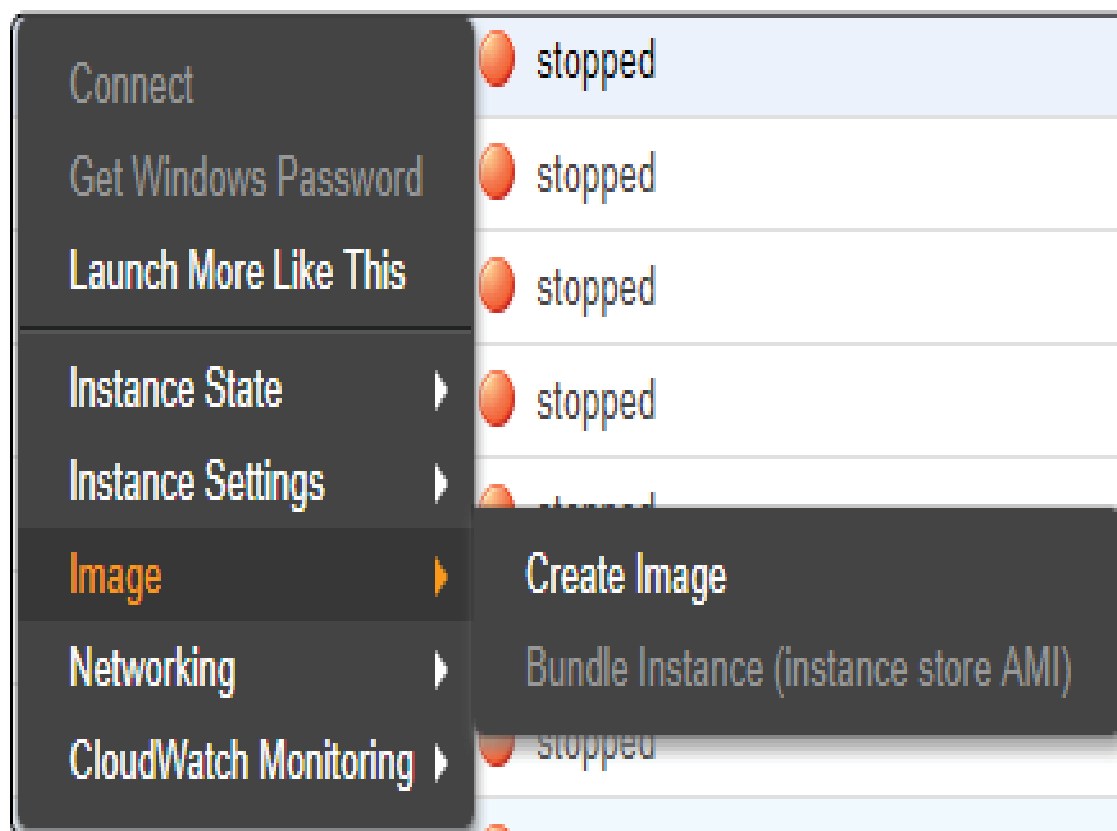 Connect
Get Windows Password
Launch More Like This
Instance State
Instance Settings
Image
Networking
CloudWatch Monitoring
Create Image
Bundle Instance (instance store AMI)
stopped
stopped
stopped
stopped
stopped
stopped